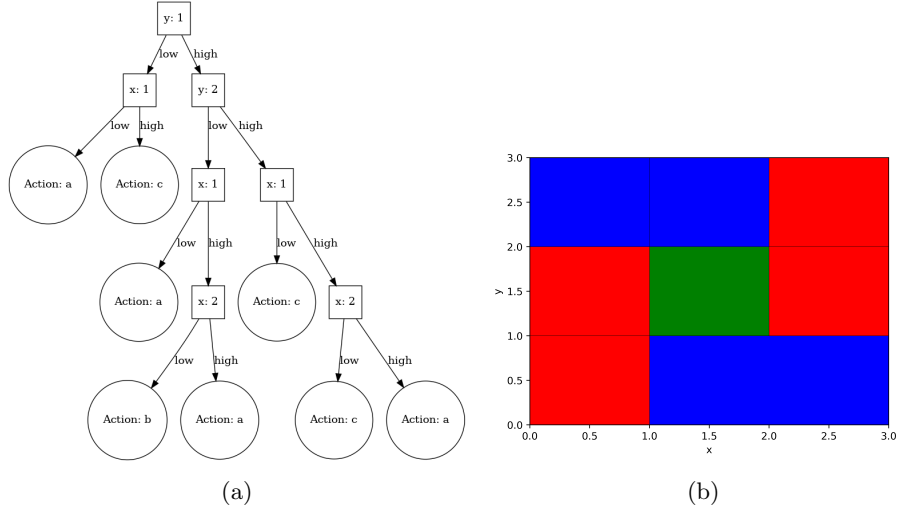 y: 1
low high
x: 1 y: 2
low high low high
Action: a Action: c x: 1 x: 1
low high low high
Action: a x: 2 Action: c x: 2
low high low high
Action: b Action: a Action: c Action: a
(a)
3.0
2.5
2.0
1.5
1.0
0.5
0.0
y
0.0 0.5 1.0 1.5 2.0 2.5 3.0
x
(b)